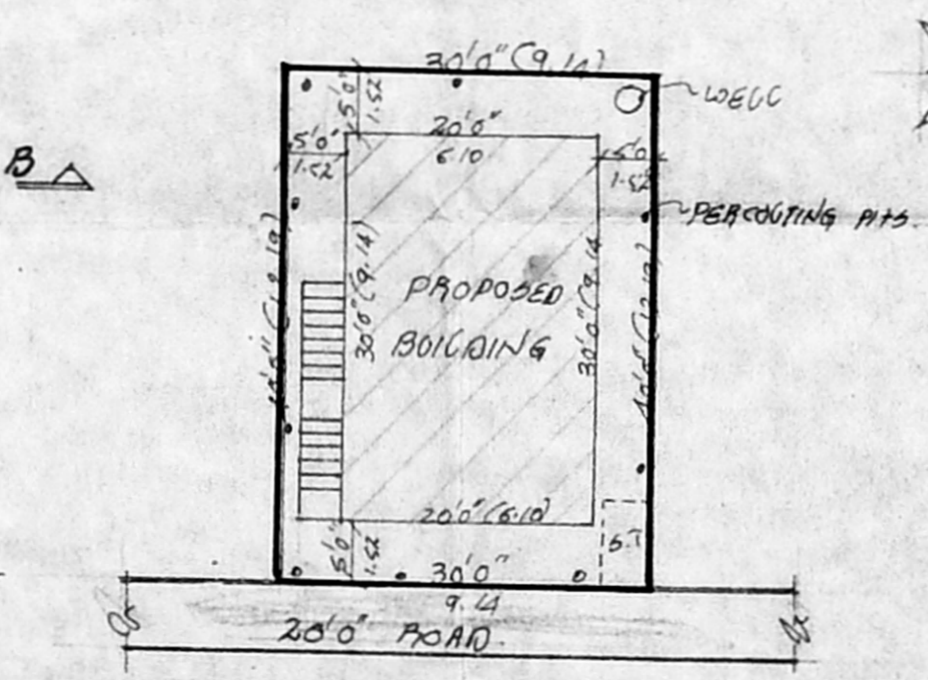 30'0" (9.14)
WELL
5'0"
1.52
20'0"
6.10
5'0"
1.52
5'0"
1.52
B
PERCOLTING PITS.
30'0" (9.14)
30'0" (9.14
PROPOSED
BUILDING
20'0" (6.10)
S.T
5'0"
1.52
30'0"
9.14
20'0" ROAD.